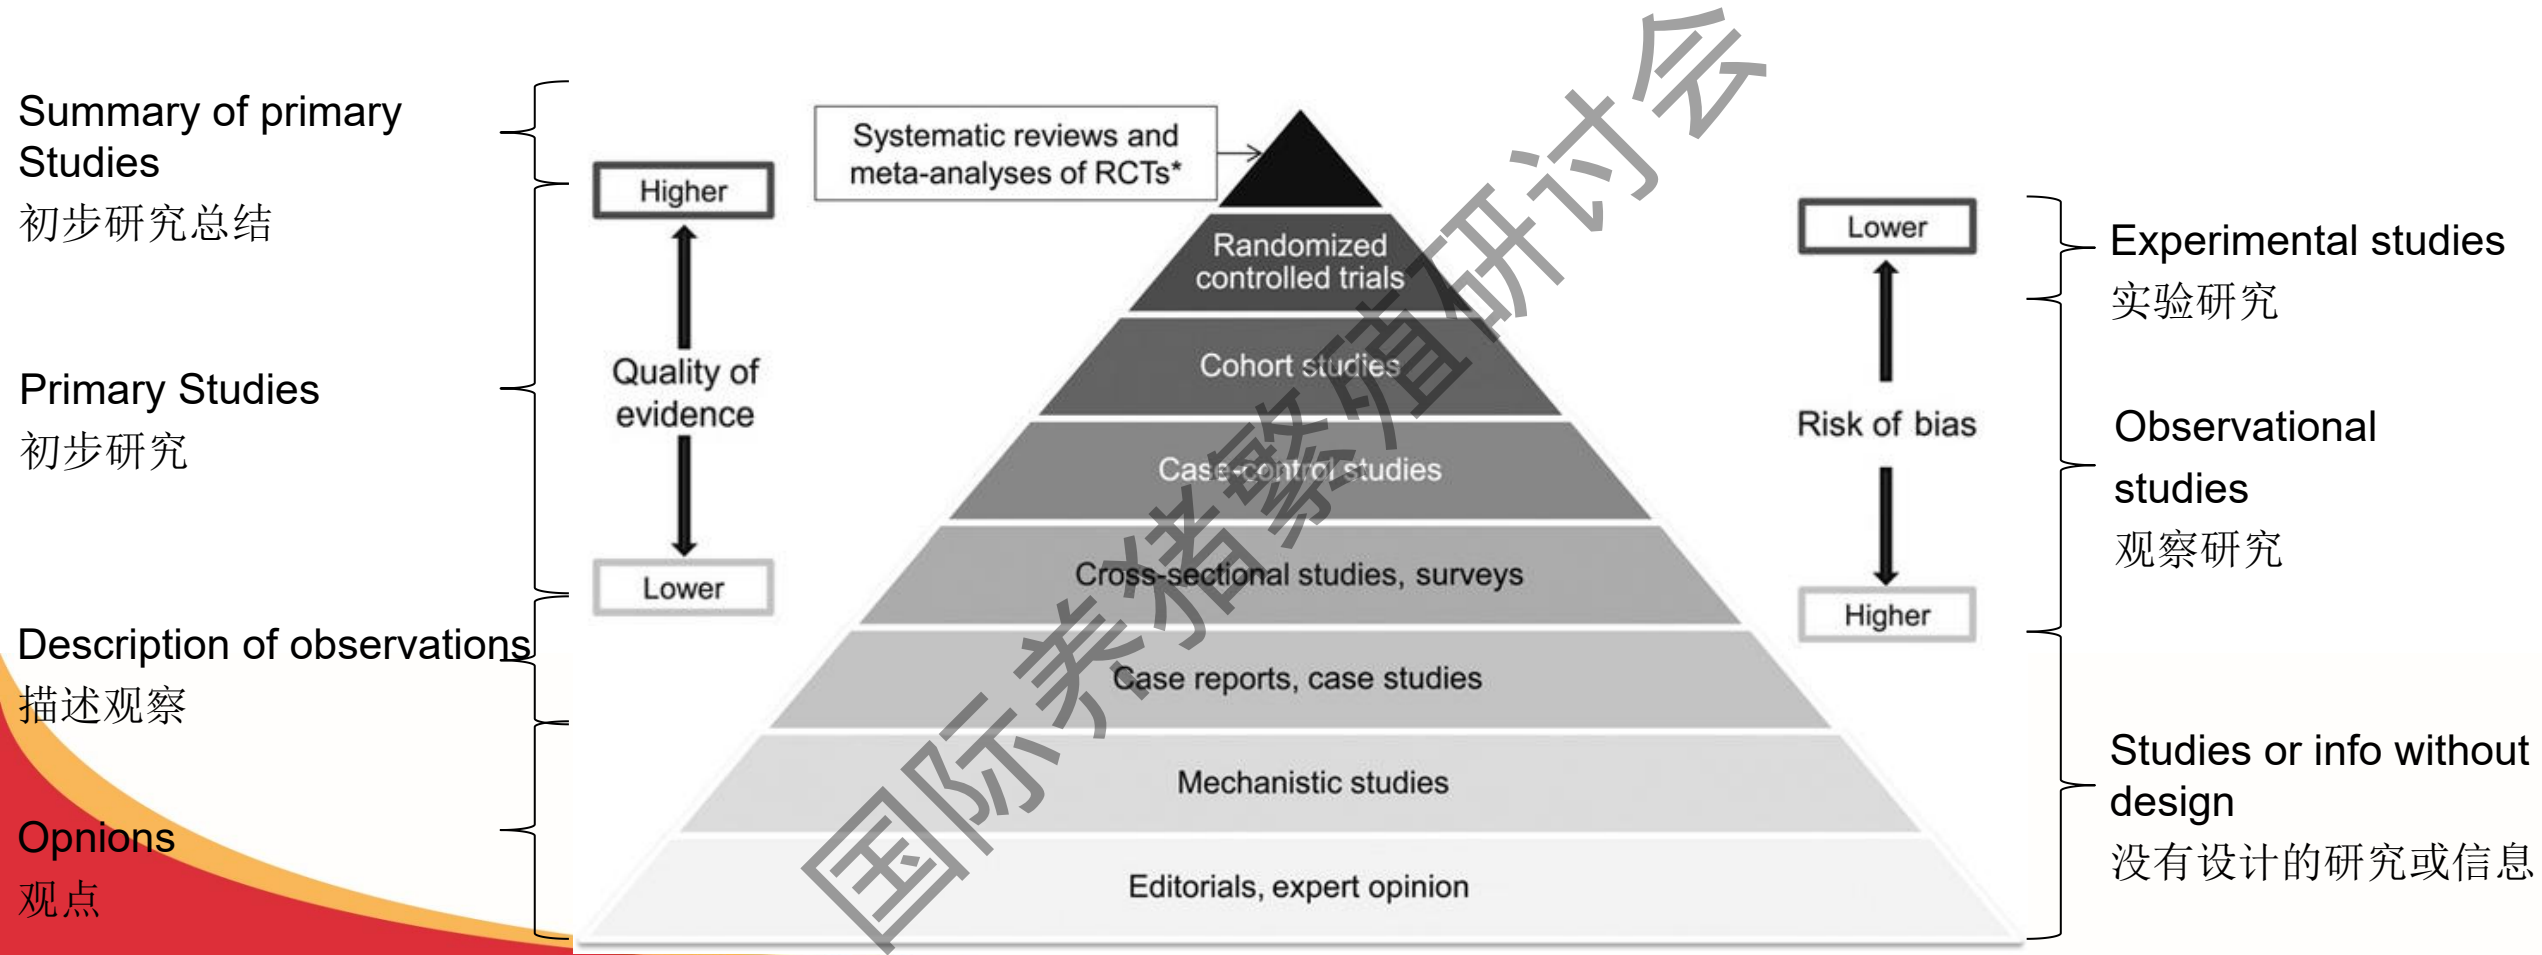 Summary of primary
Studies
初步研究总结
Primary Studies
初步研究
Description of observations
描述观察
Opnions
观点
Higher
Quality of
evidence
Lower
Systematic reviews and
meta-analyses of RCTs*
Randomized
controlled trials
Cohort studies
Case-control studies
Cross-sectional studies, surveys
Case reports, case studies
Mechanistic studies
Editorials, expert opinion
Lower
Risk of bias
Higher
Experimental studies
实验研究
Observational
studies
观察研究
Studies or info without
design
没有设计的研究或信息
国际养猪繁殖研讨会